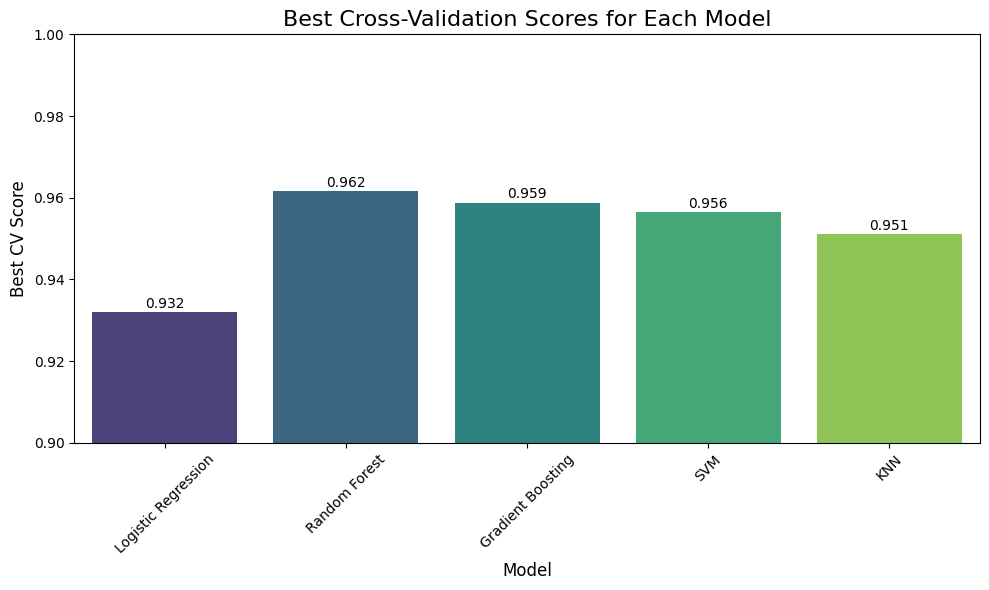 Best Cross-Validation Scores for Each Model
Best CV Score
1.00
0.98
0.96
0.94
0.92
0.90
0.932
0.962
0.959
0.956
0.951
Logistic Regression
Random Forest
Gradient Boosting
SVM
KNN
Model